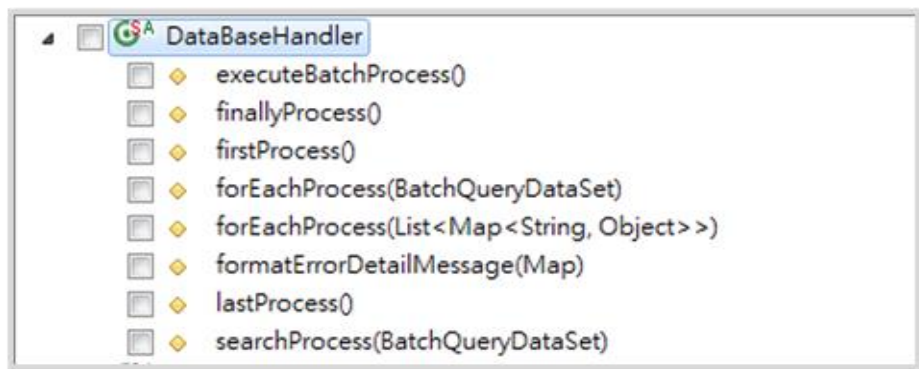 DataBaseHandler
executeBatchProcess()
finallyProcess()
firstProcess()
forEachProcess(BatchQueryDataSet)
forEachProcess(List<Map<String, Object>>)
formatErrorDetailMessage(Map)
lastProcess()
searchProcess(BatchQueryDataSet)